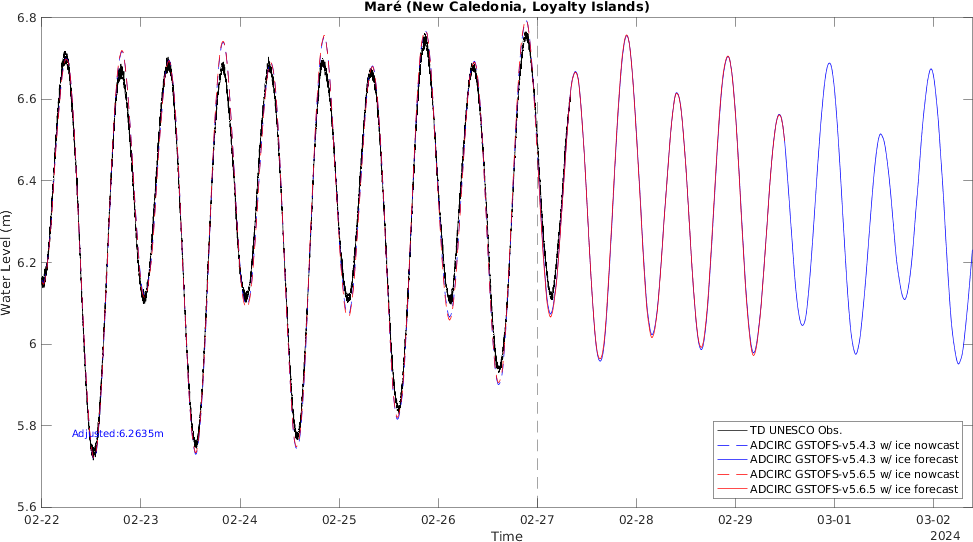 Maré (New Caledonia, Loyalty Islands)
6.8
6.6
6.4
6.2
6
5.8
5.6
Water Level (m)
Adjusted:6.2635m
TD UNESCO Obs.
ADCIRC GSTOFS-v5.4.3 w/ ice nowcast
ADCIRC GSTOFS-v5.4.3 w/ ice forecast
ADCIRC GSTOFS-v5.6.5 w/ ice nowcast
ADCIRC GSTOFS-v5.6.5 w/ ice forecast
02-22 02-23 02-24 02-25 02-26 02-27 02-28 02-29 03-01 03-02
2024
Time